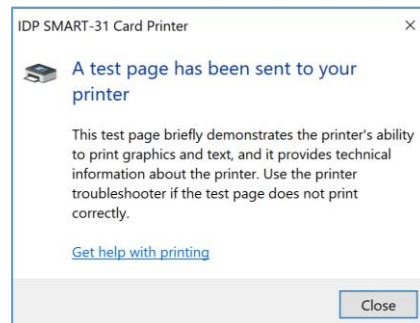 IDP SMART-31 Card Printer
A test page has been sent to your
printer
This test page briefly demonstrates the printer's ability
to print graphics and text, and it provides technical
information about the printer. Use the printer
troubleshooter if the test page does not print
correctly.
Get help with printing
Close